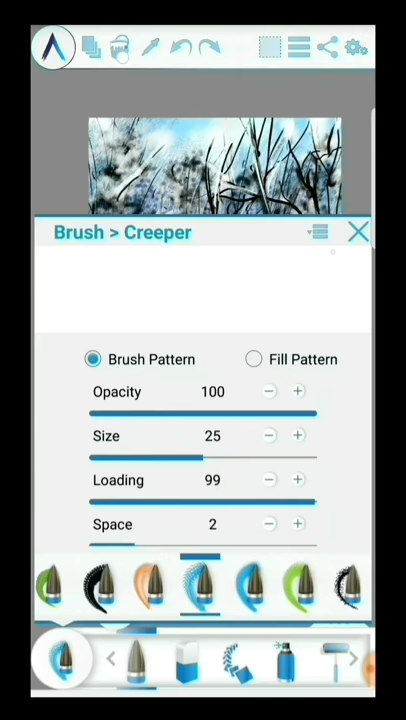 Brush > Creeper
Brush Pattern
Fill Pattern
Opacity 100
Size 25
Loading 99
Space 2